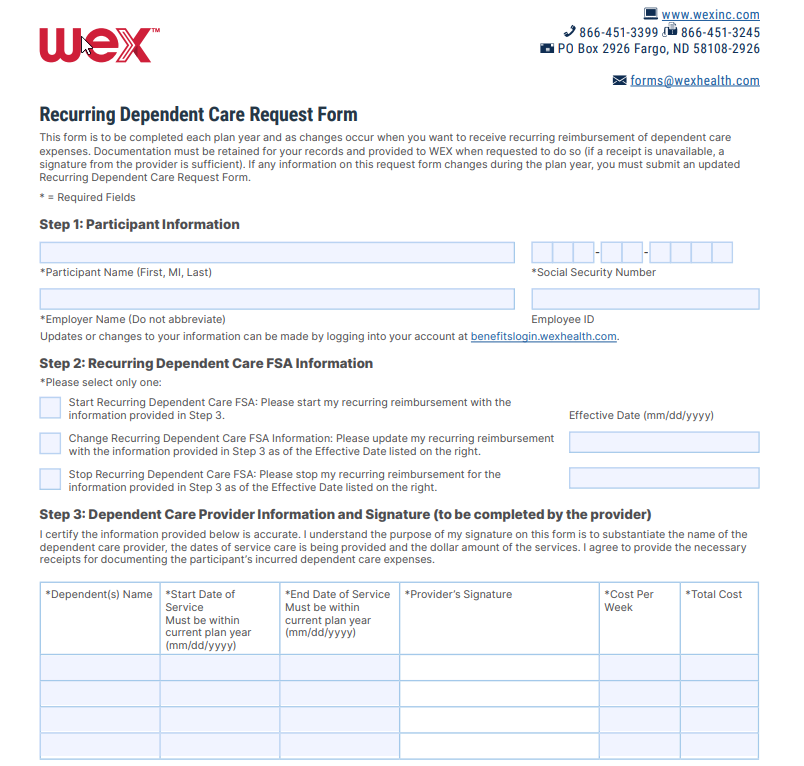 wex™
www.wexinc.com
866-451-3399 866-451-3245
PO Box 2926 Fargo, ND 58108-2926
forms@wexhealth.com
Recurring Dependent Care Request Form
This form is to be completed each plan year and as changes occur when you want to receive recurring reimbursement of dependent care
expenses. Documentation must be retained for your records and provided to WEX when requested to do so (if a receipt is unavailable, a
signature from the provider is sufficient). If any information on this request form changes during the plan year, you must submit an updated
Recurring Dependent Care Request Form.
* = Required Fields
Step 1: Participant Information
- -
*Participant Name (First, MI, Last) *Social Security Number
*Employer Name (Do not abbreviate) Employee ID
Updates or changes to your information can be made by logging into your account at benefitslogin.wexhealth.com.
Step 2: Recurring Dependent Care FSA Information
*Please select only one:
Start Recurring Dependent Care FSA: Please start my recurring reimbursement with the
information provided in Step 3.
Effective Date (mm/dd/yyyy)
Change Recurring Dependent Care FSA Information: Please update my recurring reimbursement
with the information provided in Step 3 as of the Effective Date listed on the right.
Stop Recurring Dependent Care FSA: Please stop my recurring reimbursement for the
information provided in Step 3 as of the Effective Date listed on the right.
Step 3: Dependent Care Provider Information and Signature (to be completed by the provider)
I certify the information provided below is accurate. I understand the purpose of my signature on this form is to substantiate the name of the
dependent care provider, the dates of service care is being provided and the dollar amount of the services. I agree to provide the necessary
receipts for documenting the participant's incurred dependent care expenses.
*Dependent(s) Name
*Start Date of
Service
Must be within
current plan year
(mm/dd/yyyy)
*End Date of Service
Must be within
current plan year
(mm/dd/yyyy)
*Provider's Signature
*Cost Per
Week
*Total Cost